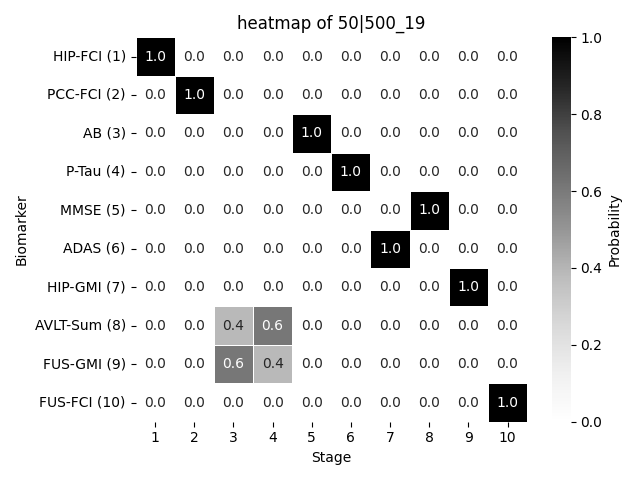 heatmap of 50|500_19
HIP-FCI (1) 1.0 0.0 0.0 0.0 0.0 0.0 0.0 0.0 0.0 0.0
PCC-FCI (2) 0.0 1.0 0.0 0.0 0.0 0.0 0.0 0.0 0.0 0.0
AB (3) 0.0 0.0 0.0 0.0 1.0 0.0 0.0 0.0 0.0 0.0
P-Tau (4) 0.0 0.0 0.0 0.0 0.0 1.0 0.0 0.0 0.0 0.0
MMSE (5) 0.0 0.0 0.0 0.0 0.0 0.0 0.0 1.0 0.0 0.0
ADAS (6) 0.0 0.0 0.0 0.0 0.0 0.0 1.0 0.0 0.0 0.0
HIP-GMI (7) 0.0 0.0 0.0 0.0 0.0 0.0 0.0 0.0 1.0 0.0
AVLT-Sum (8) 0.0 0.0 0.4 0.6 0.0 0.0 0.0 0.0 0.0 0.0
FUS-GMI (9) 0.0 0.0 0.6 0.4 0.0 0.0 0.0 0.0 0.0 0.0
FUS-FCI (10) 0.0 0.0 0.0 0.0 0.0 0.0 0.0 0.0 0.0 1.0
1 2 3 4 5 6 7 8 9 10
Stage
Biomarker
1.0
0.8
0.6
0.4
0.2
0.0
Probability